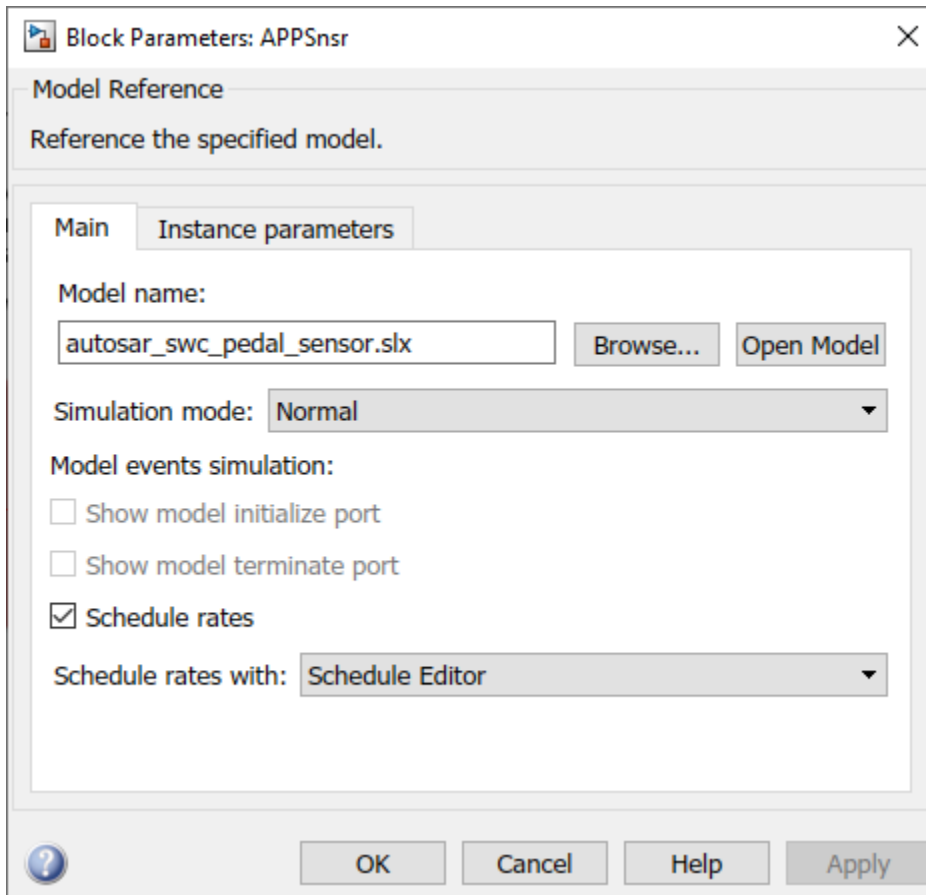 Block Parameters: APPSnsr
Model Reference
Reference the specified model.
Main
Instance parameters
Model name:
autosar_swc_pedal_sensor.slx
Browse...
Open Model
Simulation mode:
Normal
Model events simulation:
Show model initialize port
Show model terminate port
Schedule rates
Schedule rates with:
Schedule Editor
?
OK
Cancel
Help
Apply